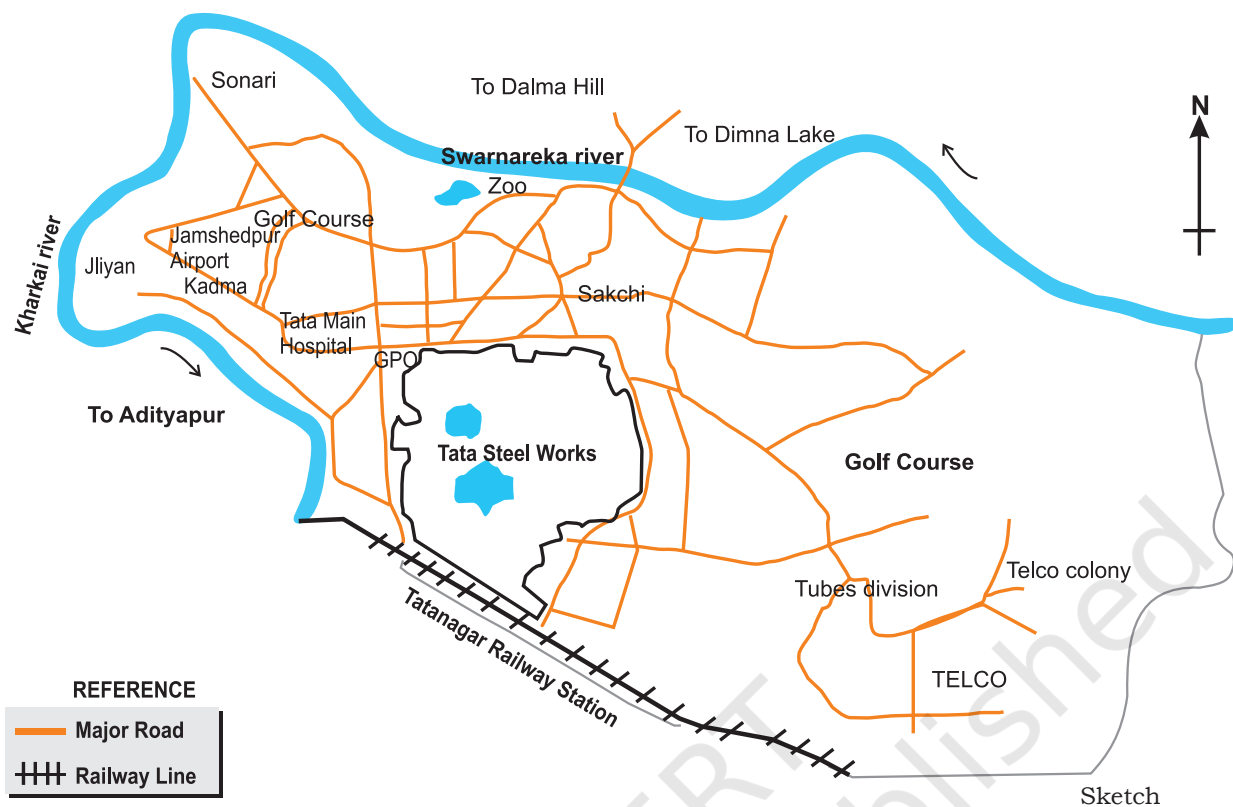 Sonari
To Dalma Hill
N
To Dimna Lake
Swarnareka river
Zoo
Golf Course
Jamshedpur
Airport
Kadma
Jliyan
Kharkai river
Sakchi
Tata Main
Hospital
GPO
To Adityapur
Tata Steel Works
Golf Course
Tubes division
Telco colony
TELCO
Tatanagar Railway Station
REFERENCE
Major Road
Railway Line
Sketch